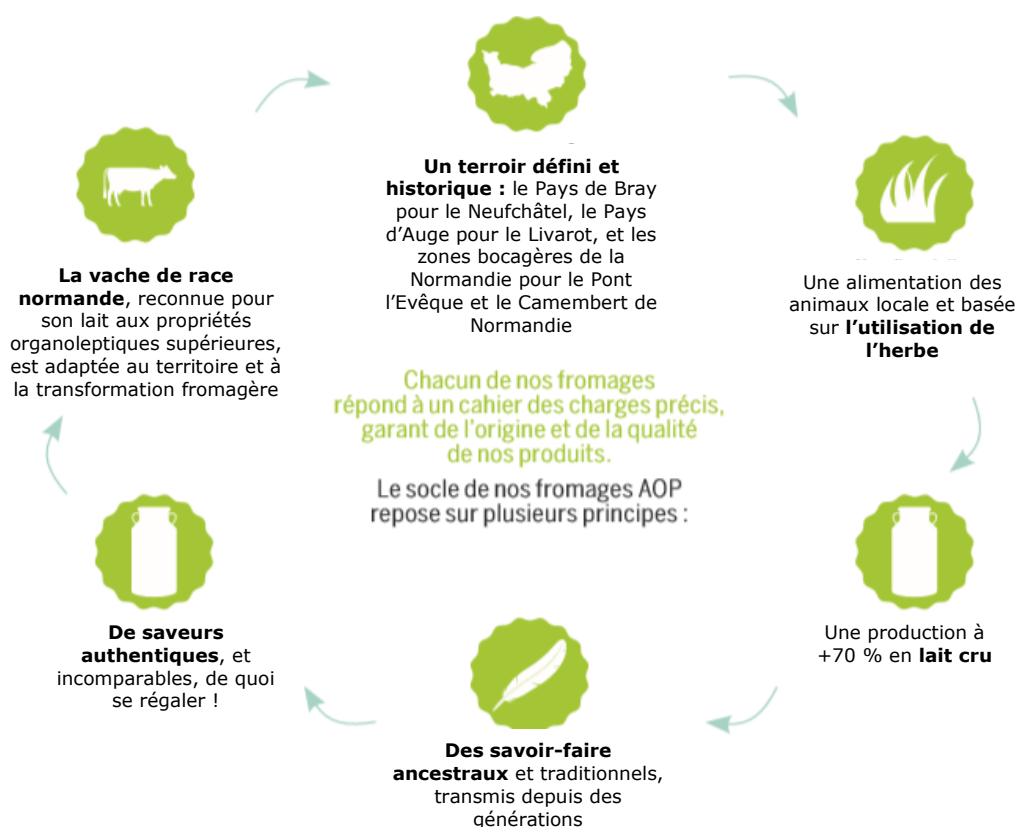 Un terroir défini et
historique : le Pays de Bray
pour le Neufchâtel, le Pays
d’Auge pour le Livarot, et les
zones bocagères de la
Normandie pour le Pont
l’Evêque et le Camembert de
Normandie
Une alimentation des
animaux locale et basée
sur l’utilisation de
l’herbe
Une production à
+70 % en lait cru
Des savoir-faire
ancestraux et traditionnels,
transmis depuis des
générations
De saveurs
authentiques, et
incomparables, de quoi
se régaler !
La vache de race
normande, reconnue pour
son lait aux propriétés
organoleptiques supérieures,
est adaptée au territoire et à
la transformation fromagère
Chacun de nos fromages
répond à un cahier des charges précis,
garant de l'origine et de la qualité
de nos produits.
Le socle de nos fromages AOP
repose sur plusieurs principes :